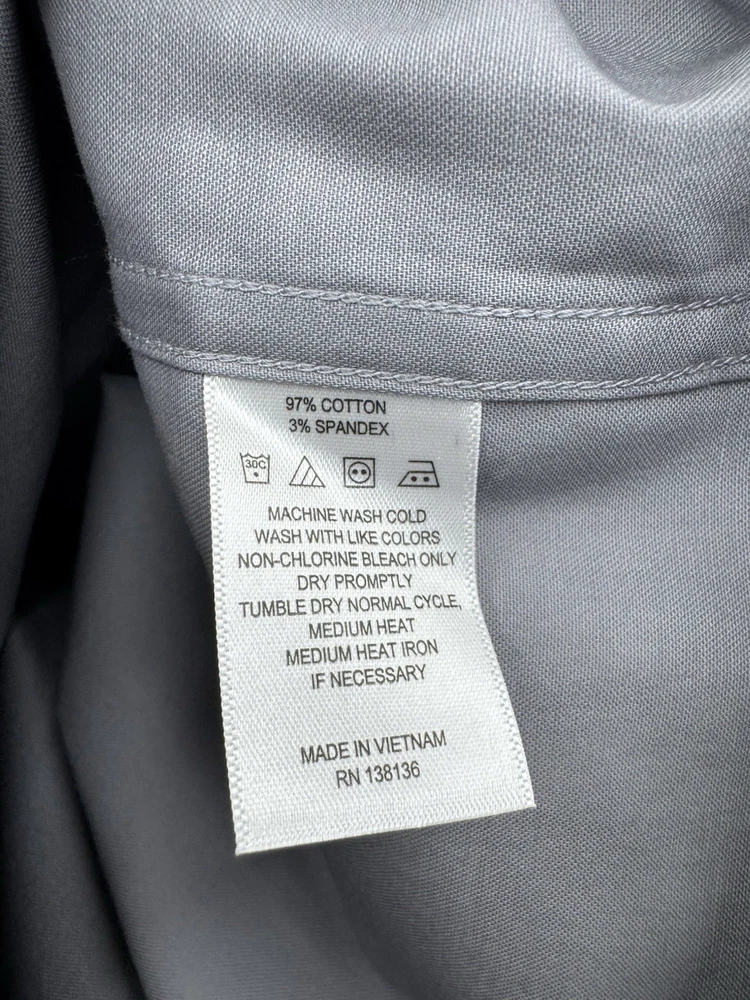 97% COTTON
3% SPANDEX
30C
MACHINE WASH COLD
WASH WITH LIKE COLORS
NON-CHLORINE BLEACH ONLY
DRY PROMPTLY
TUMBLE DRY NORMAL CYCLE,
MEDIUM HEAT
MEDIUM HEAT IRON
IF NECESSARY
MADE IN VIETNAM
RN 138136